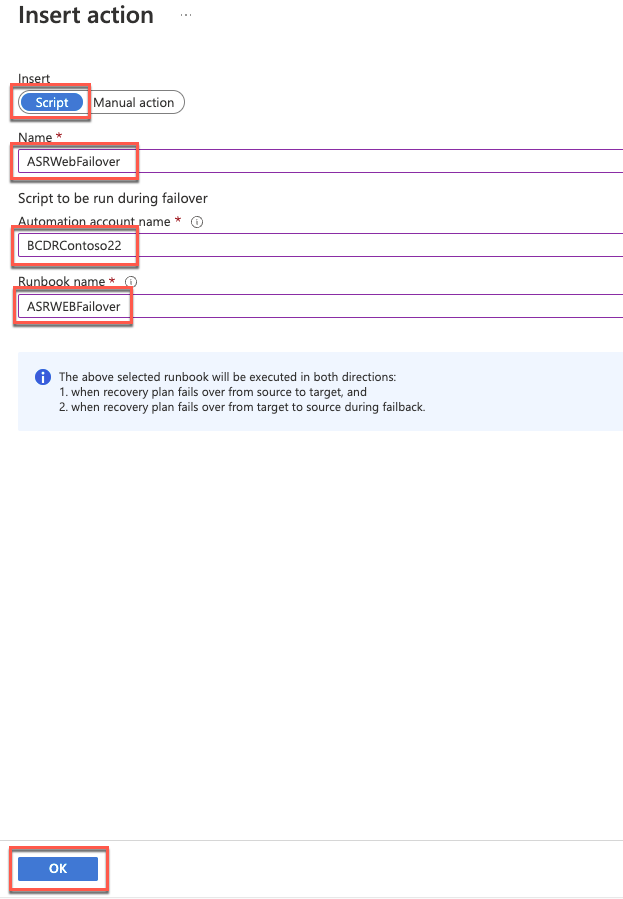 Insert action ...
Insert
Script Manual action
Name *
ASRWebFailover
Script to be run during failover
Automation account name *
BCDRContoso22
Runbook name *
ASRWEBFailover
The above selected runbook will be executed in both directions:
1. when recovery plan fails over from source to target, and
2. when recovery plan fails over from target to source during failback.
OK